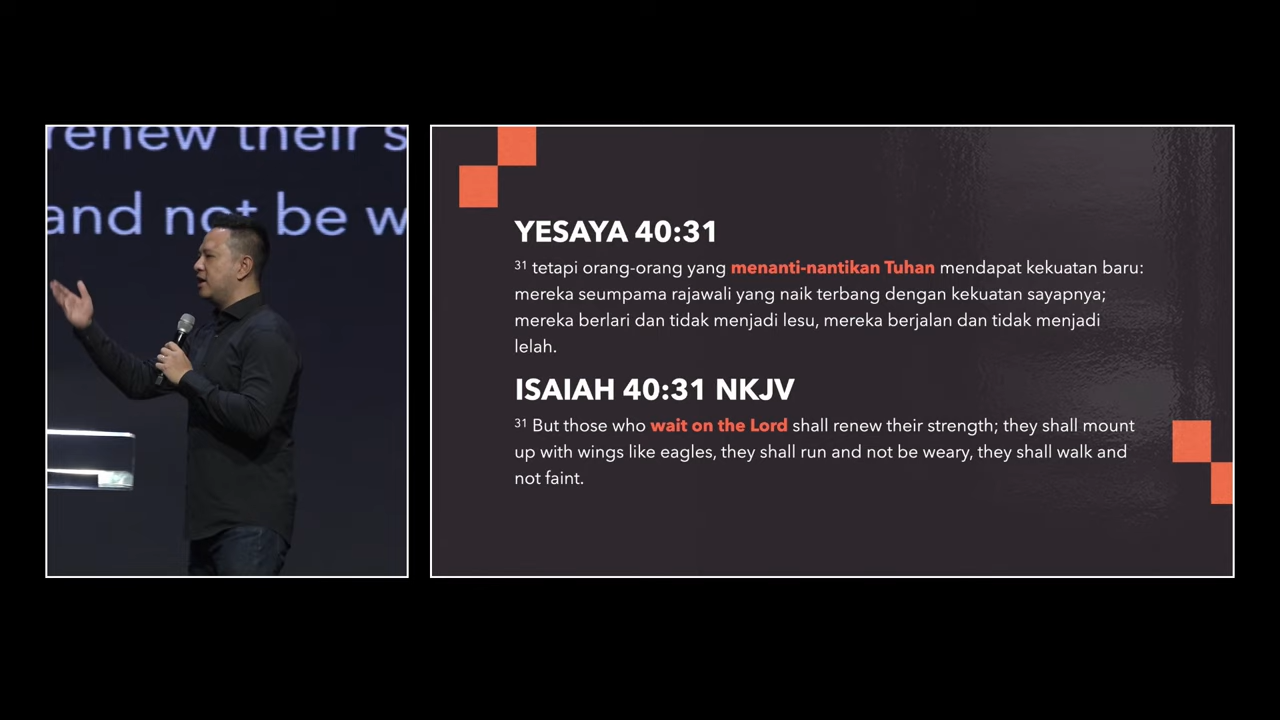 renew their s
and not be w
YESAYA 40:31
31 tetapi orang-orang yang menanti-nantikan Tuhan mendapat kekuatan baru:
mereka seumpama rajawali yang naik terbang dengan kekuatan sayapnya;
mereka berlari dan tidak menjadi lesu, mereka berjalan dan tidak menjadi
lelah.
ISAIAH 40:31 NKJV
31 But those who wait on the Lord shall renew their strength; they shall mount
up with wings like eagles, they shall run and not be weary, they shall walk and
not faint.